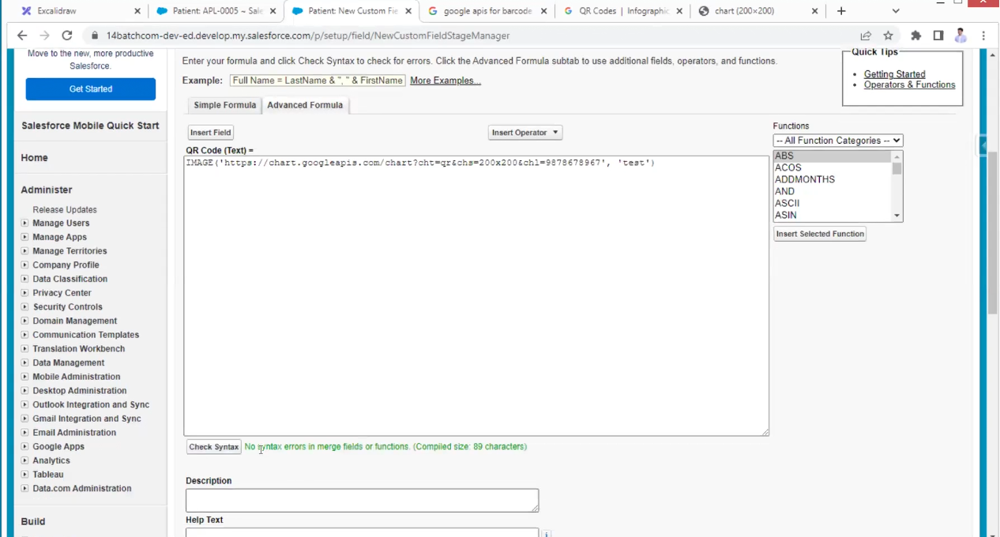 Excalidraw
Patient: APL-0005 ~ Sale
Patient: New Custom Fie
google apis for barcode
QR Codes | Infographic
chart (200×200)
14batchcom-dev-ed.develop.my.salesforce.com/p/setup/field/NewCustomFieldStageManager
Move to the new, more productive
Salesforce.
Get Started
Salesforce Mobile Quick Start
Home
Administer
Release Updates
Manage Users
Manage Apps
Manage Territories
Company Profile
Data Classification
Privacy Center
Security Controls
Domain Management
Communication Templates
Translation Workbench
Data Management
Mobile Administration
Desktop Administration
Outlook Integration and Sync
Gmail Integration and Sync
Email Administration
Google Apps
Analytics
Tableau
Data.com Administration
Build
Enter your formula and click Check Syntax to check for errors. Click the Advanced Formula subtab to use additional fields, operators, and functions.
Example: Full Name = LastName & ", " & FirstName More Examples...
Quick Tips
• Getting Started
• Operators & Functions
Simple Formula
Advanced Formula
Insert Field
Insert Operator
QR Code (Text) =
IMAGE('https://chart.googleapis.com/chart?cht=qr&chs=200x200&chl=9878678967', 'test')
Functions
-- All Function Categories --
ABS
ACOS
ADDMONTHS
AND
ASCII
ASIN
Insert Selected Function
Check Syntax No syntax errors in merge fields or functions. (Compiled size: 89 characters)
Description
Help Text
i